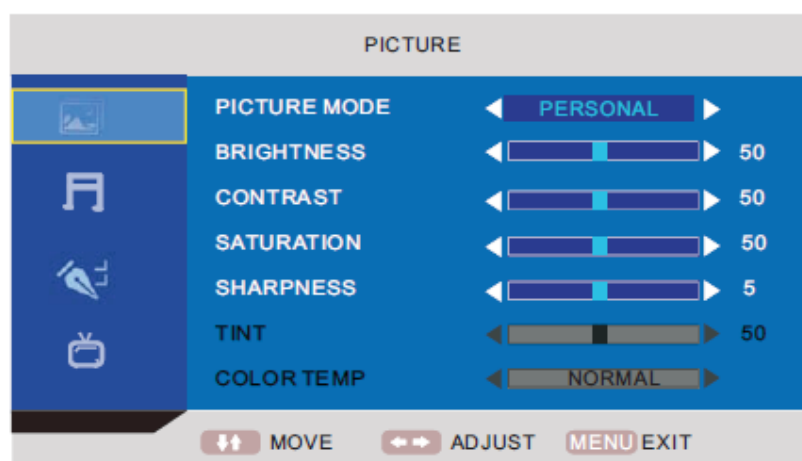 PICTURE
PICTURE MODE PERSONAL
BRIGHTNESS 50
CONTRAST 50
SATURATION 50
SHARPNESS 5
TINT 50
COLOR TEMP NORMAL
MOVE ADJUST MENU EXIT